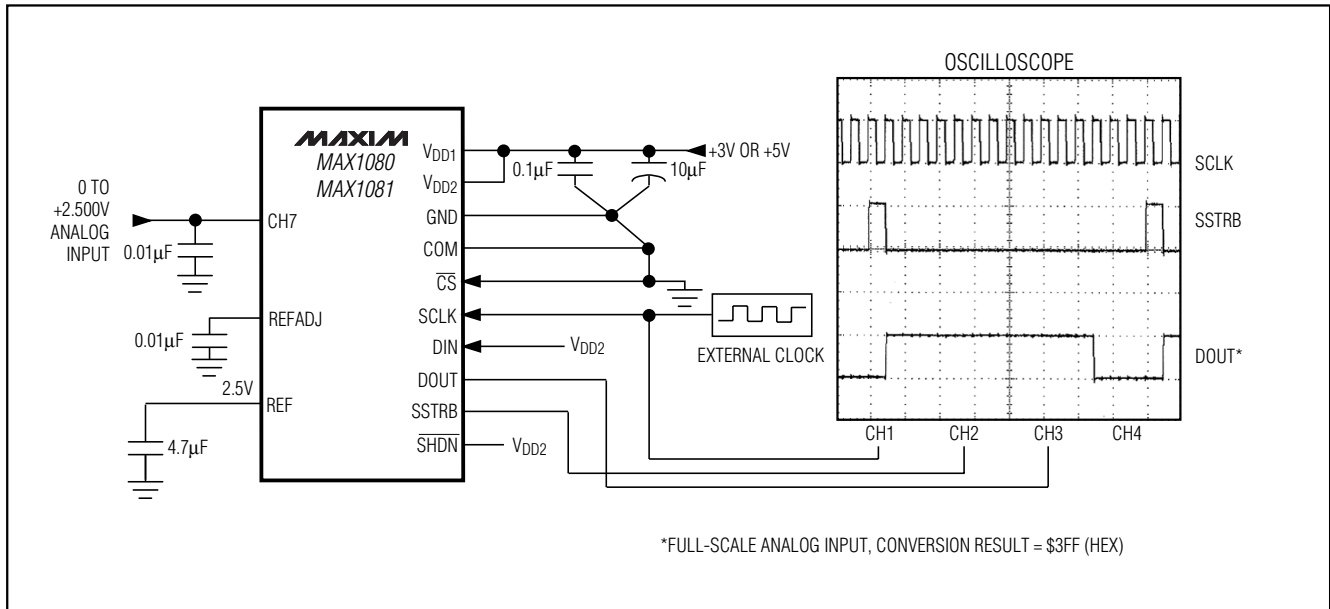 OSCILLOSCOPE
MAXIM
MAX1080
MAX1081
VDD1
VDD2
GND
COM
CS
SCLK
DIN
DOUT
SSTRB
SHDN
CH7
REFADJ
REF
0 TO
+2.500V
ANALOG
INPUT
0.01µF
0.01µF
2.5V
4.7µF
0.1µF
10µF
+3V OR +5V
EXTERNAL CLOCK
VDD2
VDD2
SCLK
SSTRB
DOUT*
CH1 CH2 CH3 CH4
*FULL-SCALE ANALOG INPUT, CONVERSION RESULT = $3FF (HEX)